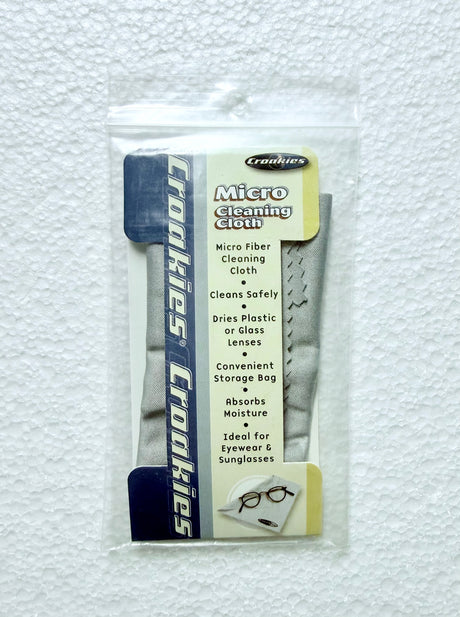 Croakies
Micro
Cleaning
Cloth
Micro Fiber
Cleaning
Cloth
•
Cleans Safely
•
Dries Plastic
or Glass
Lenses
•
Convenient
Storage Bag
•
Absorbs
Moisture
•
Ideal for
Eyewear &
Sunglasses
Croakies® Croakies